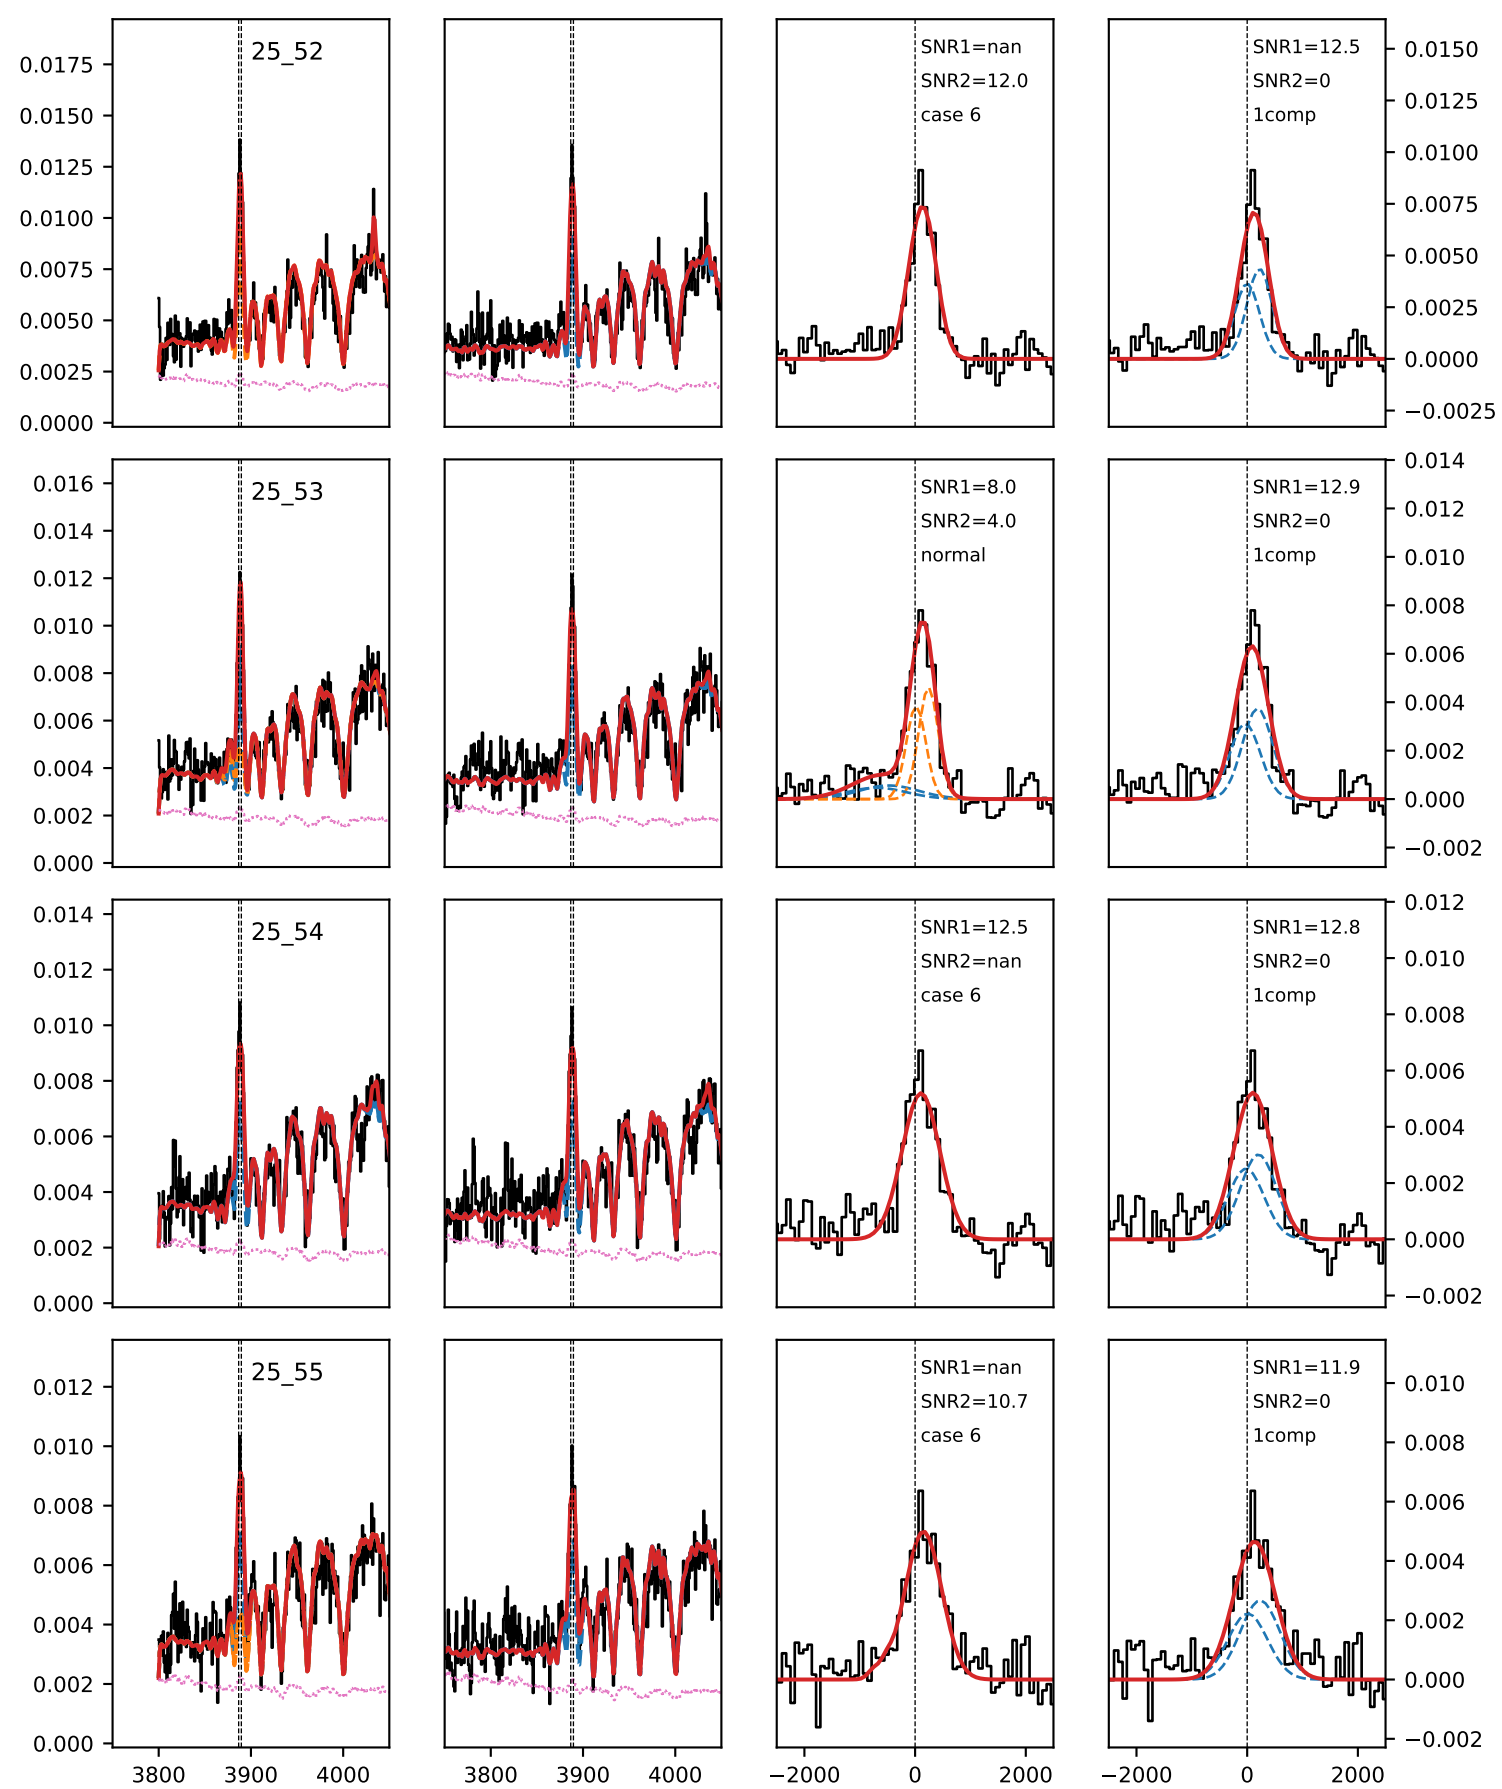 25_52
SNR1=nan
SNR2=12.0
case 6
SNR1=12.5
SNR2=0
1comp
0.0175
0.0150
0.0125
0.0100
0.0075
0.0050
0.0025
0.0000
0.0150
0.0125
0.0100
0.0075
0.0050
0.0025
0.0000
−0.0025
25_53
SNR1=8.0
SNR2=4.0
normal
SNR1=12.9
SNR2=0
1comp
0.016
0.014
0.012
0.010
0.008
0.006
0.004
0.002
0.000
0.014
0.012
0.010
0.008
0.006
0.004
0.002
0.000
−0.002
25_54
SNR1=12.5
SNR2=nan
case 6
SNR1=12.8
SNR2=0
1comp
0.014
0.012
0.010
0.008
0.006
0.004
0.002
0.000
0.012
0.010
0.008
0.006
0.004
0.002
0.000
−0.002
25_55
SNR1=nan
SNR2=10.7
case 6
SNR1=11.9
SNR2=0
1comp
0.012
0.010
0.008
0.006
0.004
0.002
0.000
0.010
0.008
0.006
0.004
0.002
0.000
−0.002
3800 3900 4000
3800 3900 4000
−2000 0 2000
−2000 0 2000